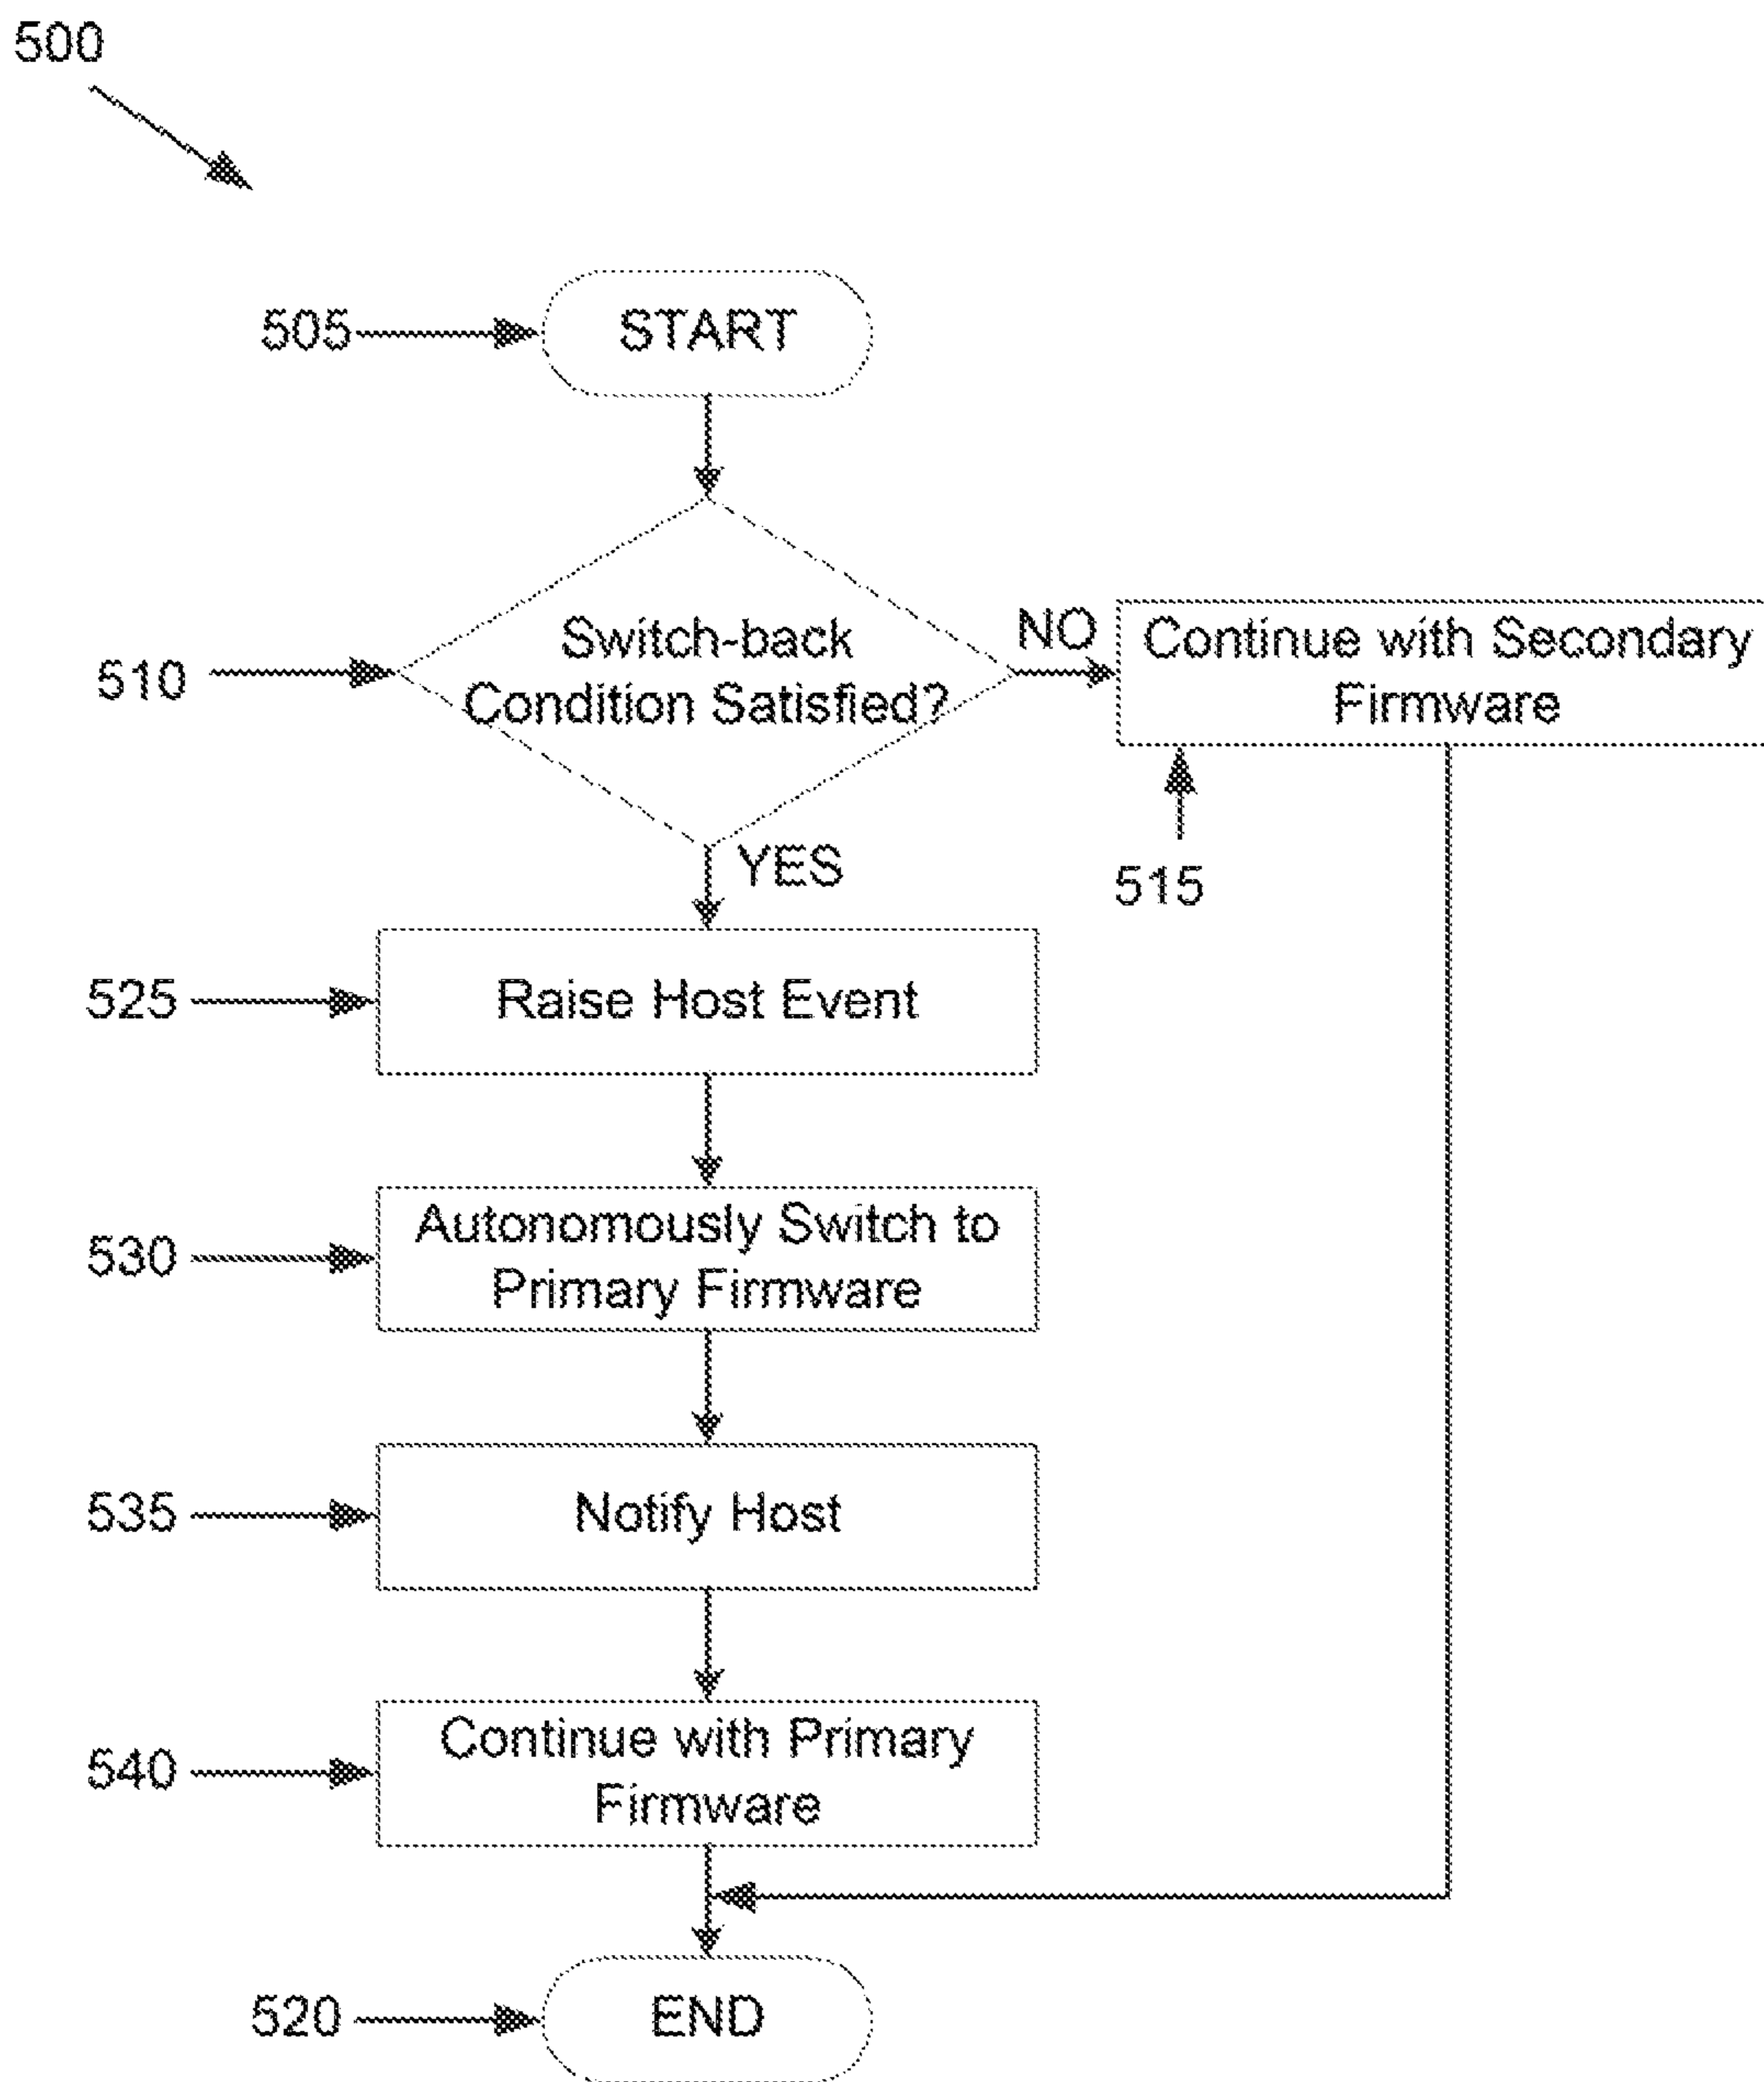 500
505
START
510
Switch-back
Condition Satisfied?
NO
Continue with Secondary
Firmware
515
YES
525
Raise Host Event
530
Autonomously Switch to
Primary Firmware
535
Notify Host
540
Continue with Primary
Firmware
520
END